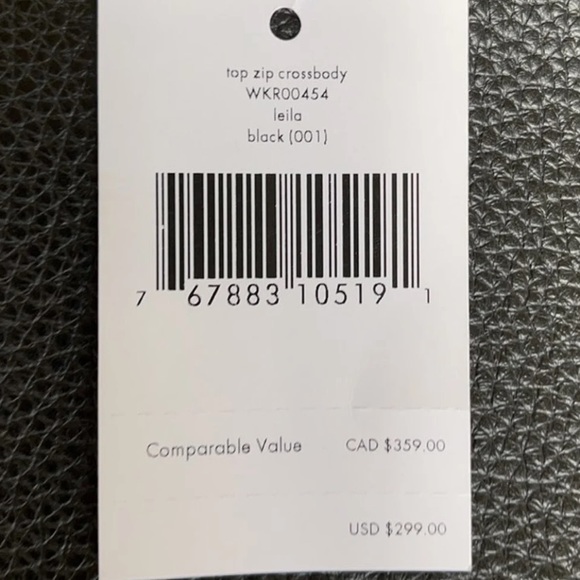 top zip crossbody
WKR00454
leila
black (001)
7 67883 10519 1
Comparable Value CAD $359.00
USD $299.00